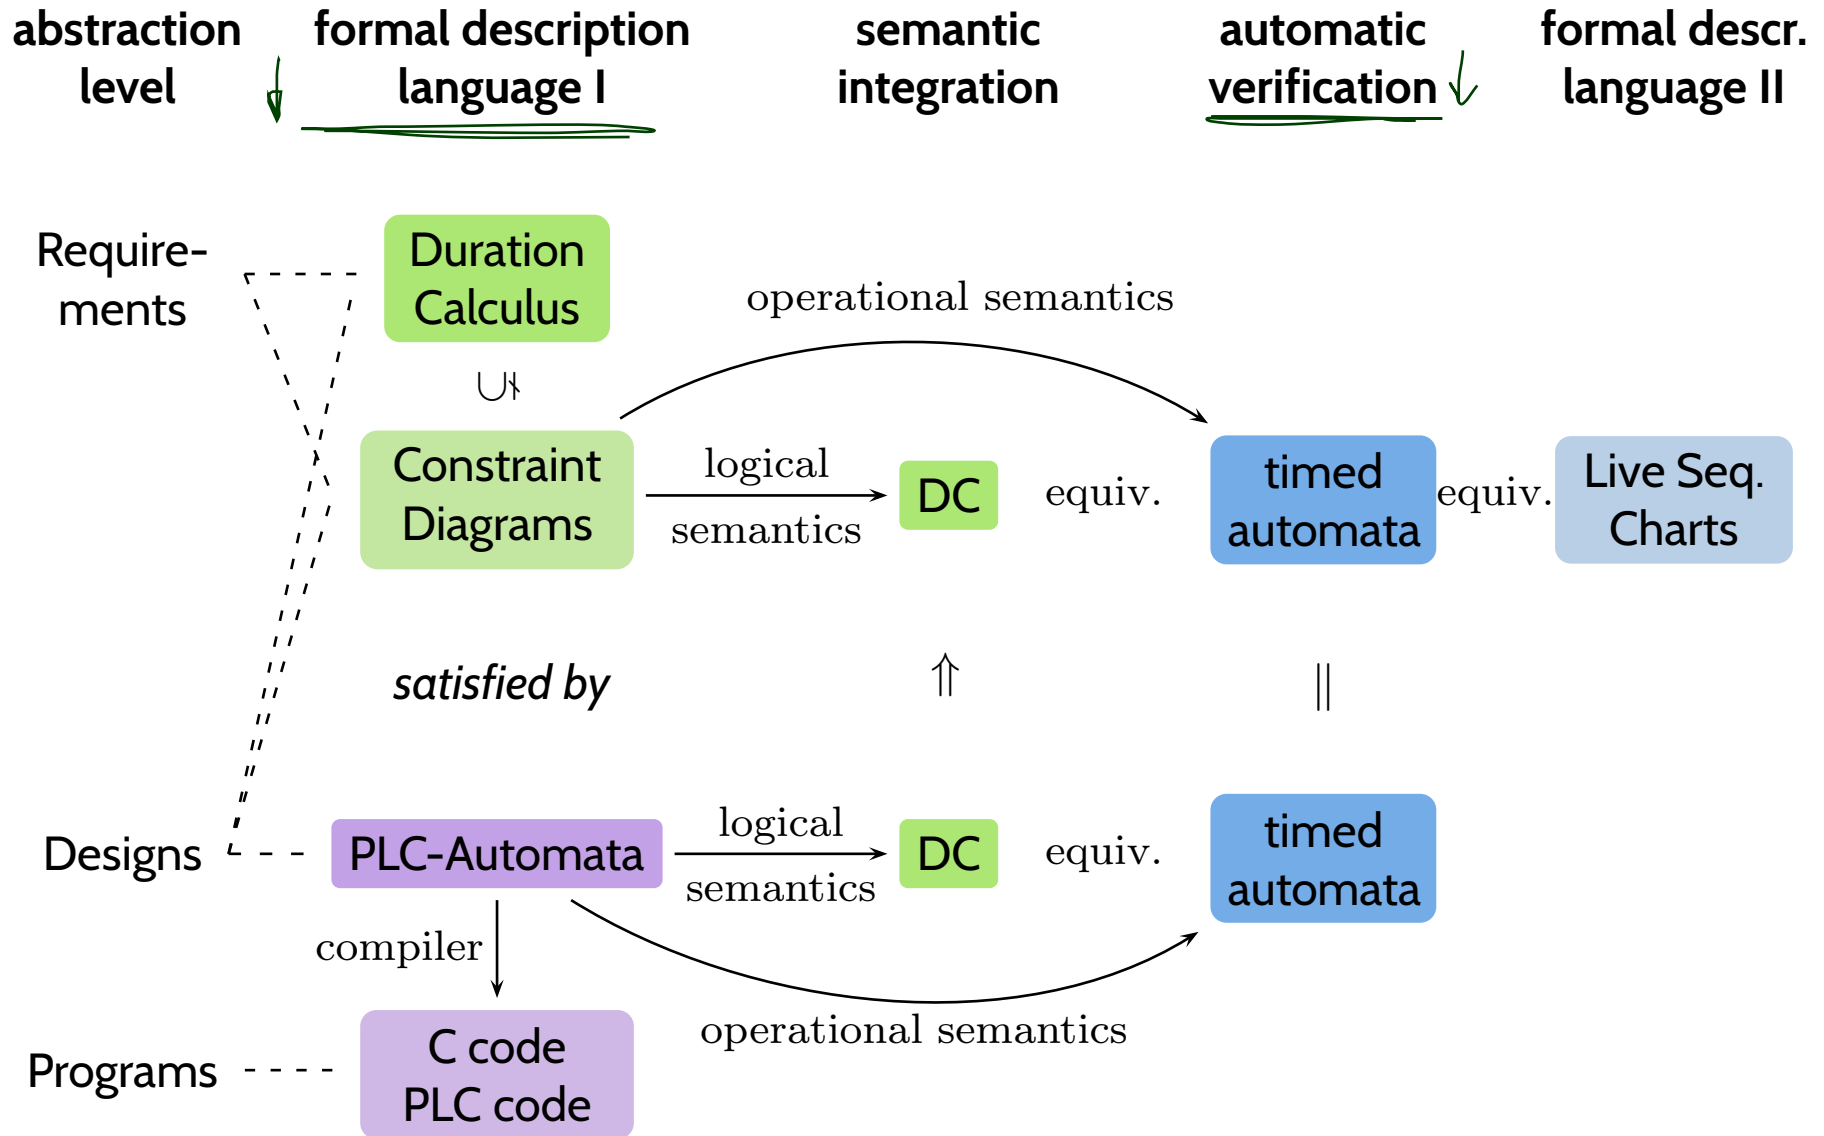 abstraction
level
formal description
language I
semantic
integration
automatic
verification
formal descr.
language II
Require-
ments
Duration
Calculus
operational semantics
Constraint
Diagrams
logical
semantics
DC
equiv.
timed
automata
equiv.
Live Seq.
Charts
satisfied by
⇑
||
Designs
PLC-Automata
logical
semantics
DC
equiv.
timed
automata
compiler
operational semantics
Programs
C code
PLC code